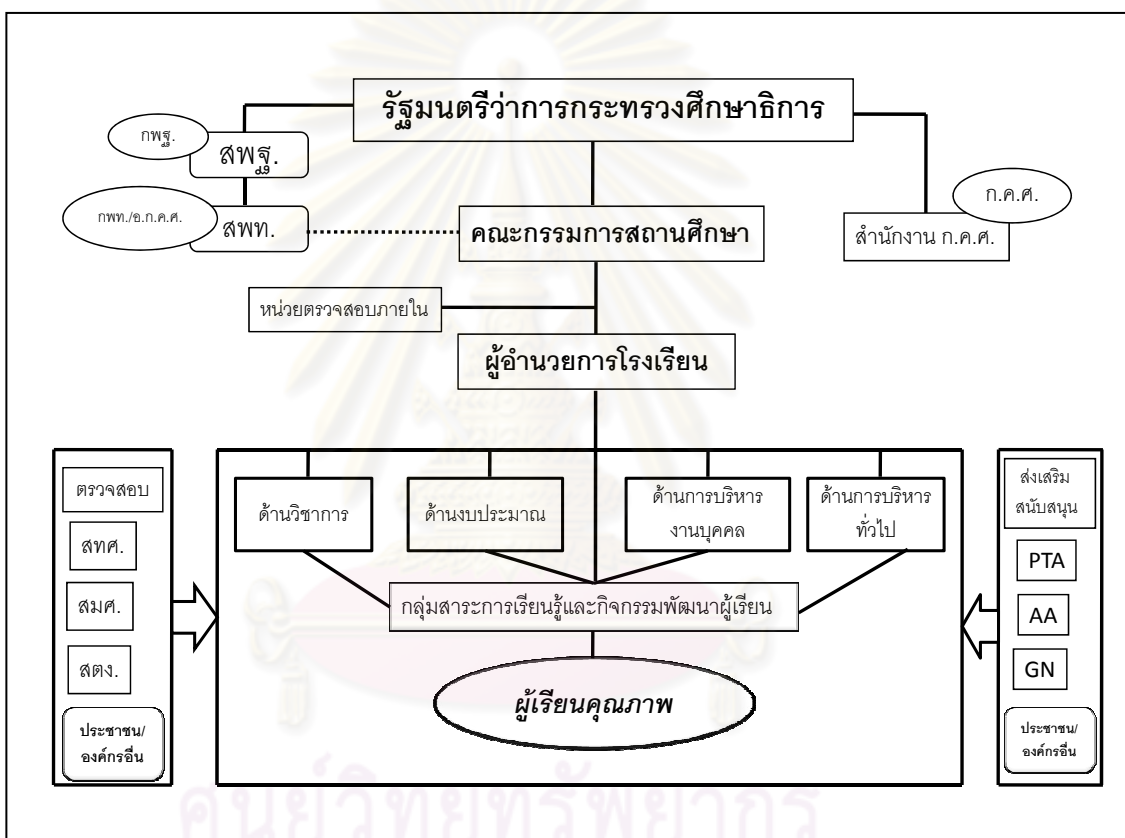 รัฐมนตรีว่าการกระทรวงศึกษาธิการ
กพฐ.
สพฐ.
กพท./อ.ก.ค.ศ.
สพท.
คณะกรรมการสถานศึกษา
ก.ค.ศ.
สำนักงาน ก.ค.ศ.
หน่วยตรวจสอบภายใน
ผู้อำนวยการโรงเรียน
ตรวจสอบ
สทศ.
สมศ.
สตง.
ประชาชน/
องค์กรอื่น
ด้านวิชาการ
ด้านงบประมาณ
ด้านการบริหาร
งานบุคคล
ด้านการบริหาร
ทั่วไป
กลุ่มสาระการเรียนรู้และกิจกรรมพัฒนาผู้เรียน
ผู้เรียนคุณภาพ
ส่งเสริม
สนับสนุน
PTA
AA
GN
ประชาชน/
องค์กรอื่น
ศูนย์วิทยทรัพยากร